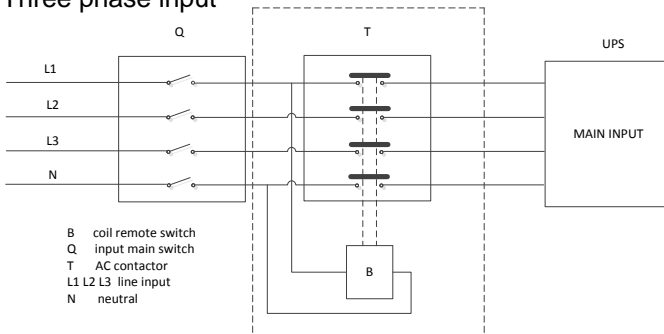 Three phase input
Q
T
UPS
L1
L2
L3
N
MAIN INPUT
B
B coil remote switch
Q input main switch
T AC contactor
L1 L2 L3 line input
N neutral